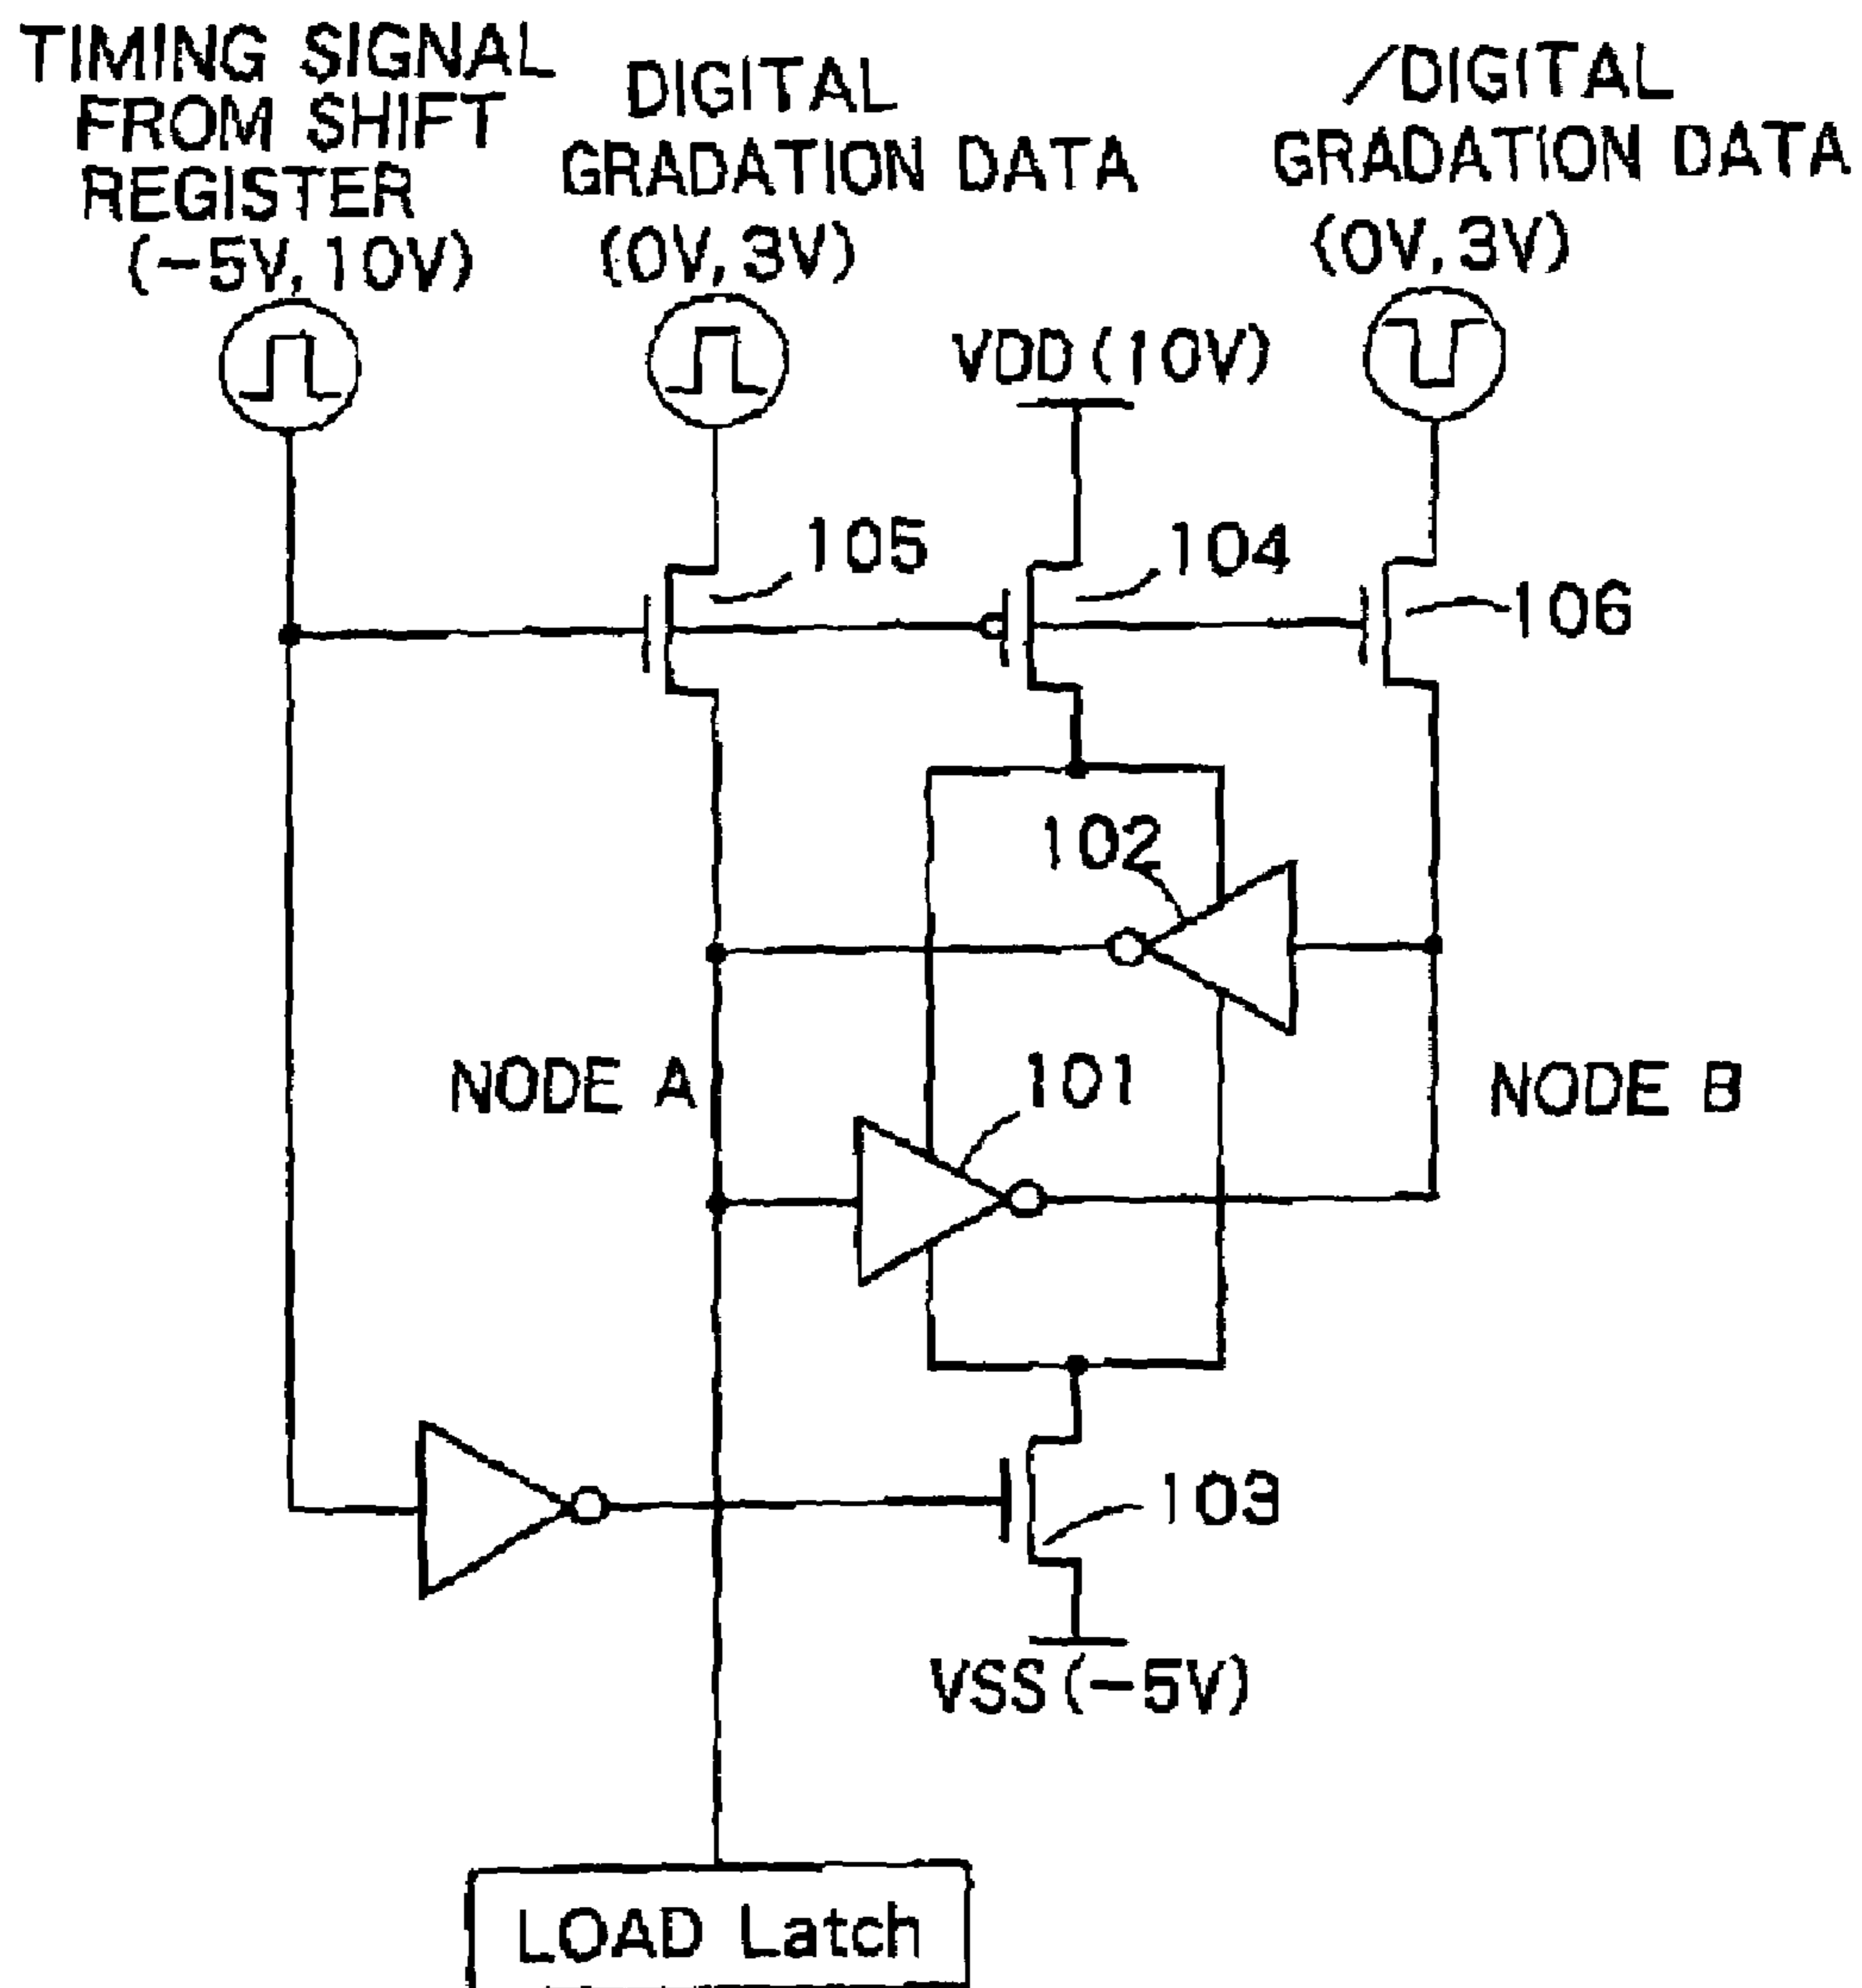 TIMING SIGNAL
FROM SHIFT
REGISTER
(-5V,10V)
DIGITAL
GRADATION DATA
(0V,3V)
/DIGITAL
GRADATION DATA
(0V,3V)
VDD(10V)
105
104
106
102
NODE A
101
NODE B
103
VSS(-5V)
LOAD Latch